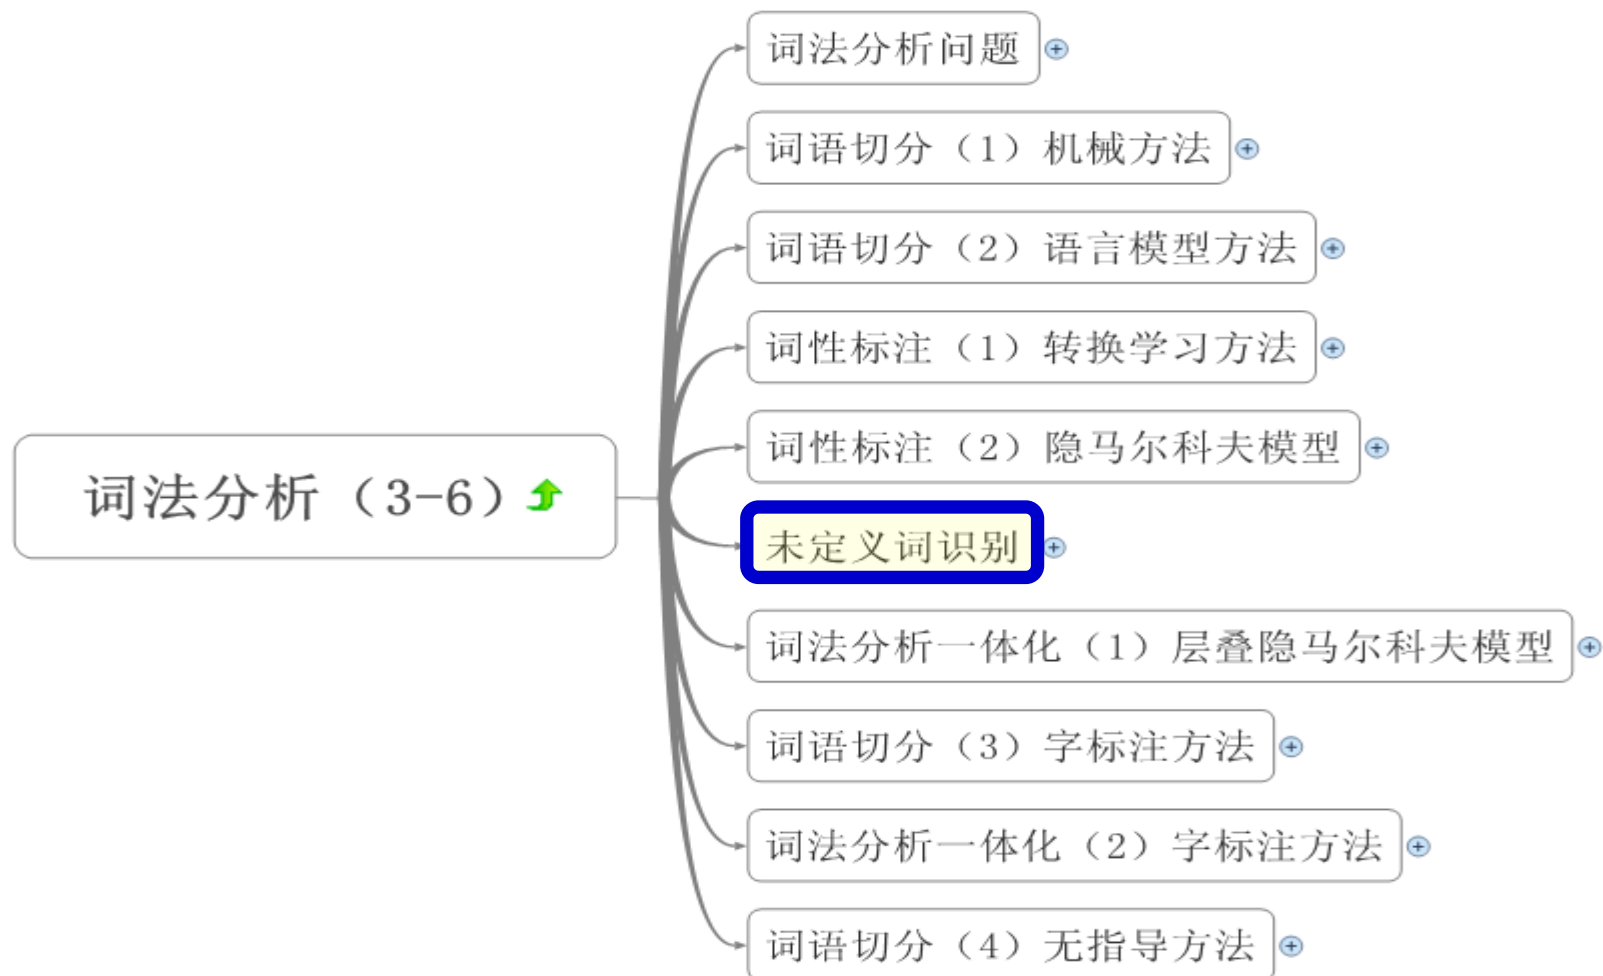 词法分析（3-6）
词法分析问题
词语切分（1）机械方法
词语切分（2）语言模型方法
词性标注（1）转换学习方法
词性标注（2）隐马尔科夫模型
未定义词识别
词法分析一体化（1）层叠隐马尔科夫模型
词语切分（3）字标注方法
词法分析一体化（2）字标注方法
词语切分（4）无指导方法